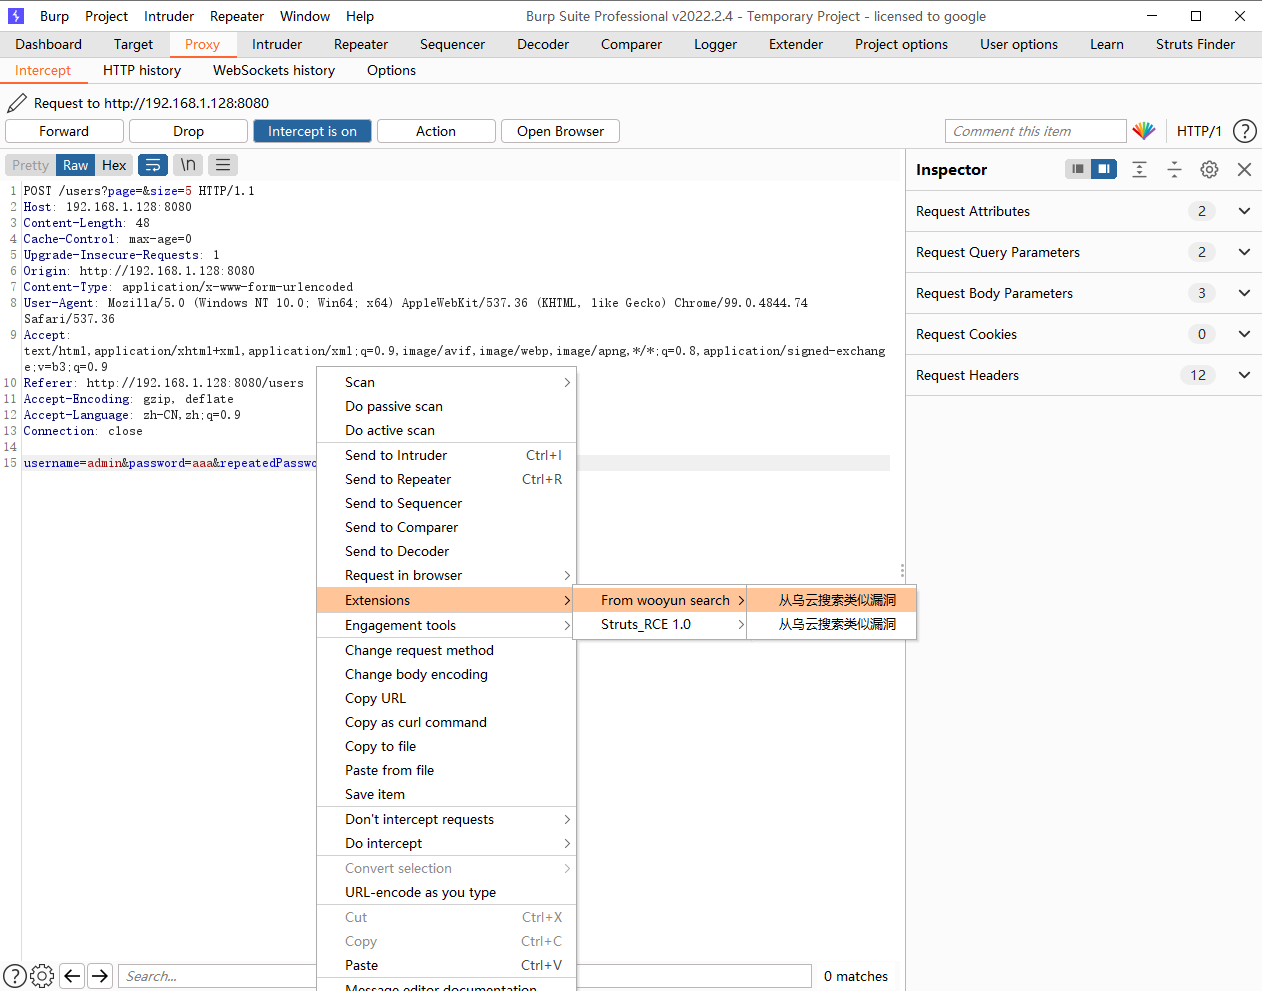 Burp Project Intruder Repeater Window Help
Burp Suite Professional v2022.2.4 - Temporary Project - licensed to google
Dashboard Target Proxy Intruder Repeater Sequencer Decoder Comparer Logger Extender Project options User options Learn Struts Finder
Intercept HTTP history WebSockets history Options
Request to http://192.168.1.128:8080
Forward Drop Intercept is on Action Open Browser Comment this item HTTP/1 ?
Pretty Raw Hex \n
1 POST /users?page=&size=5 HTTP/1.1
2 Host: 192.168.1.128:8080
3 Content-Length: 48
4 Cache-Control: max-age=0
5 Upgrade-Insecure-Requests: 1
6 Origin: http://192.168.1.128:8080
7 Content-Type: application/x-www-form-urlencoded
8 User-Agent: Mozilla/5.0 (Windows NT 10.0; Win64; x64) AppleWebKit/537.36 (KHTML, like Gecko) Chrome/99.0.4844.74
Safari/537.36
9 Accept:
text/html,application/xhtml+xml,application/xml;q=0.9,image/avif,image/webp,image/apng,*/*;q=0.8,application/signed-exchang
e;v=b3;q=0.9
10 Referer: http://192.168.1.128:8080/users
11 Accept-Encoding: gzip, deflate
12 Accept-Language: zh-CN,zh;q=0.9
13 Connection: close
14
15 username=admin&password=aaa&repeatedPasswo
Scan
Do passive scan
Do active scan
Send to Intruder Ctrl+I
Send to Repeater Ctrl+R
Send to Sequencer
Send to Comparer
Send to Decoder
Request in browser
Extensions
Engagement tools
Change request method
Change body encoding
Copy URL
Copy as curl command
Copy to file
Paste from file
Save item
Don't intercept requests
Do intercept
Convert selection
URL-encode as you type
Cut Ctrl+X
Copy Ctrl+C
Paste Ctrl+V
Message editor documentation
From wooyun search
Struts_RCE 1.0
从乌云搜索类似漏洞
从乌云搜索类似漏洞
Inspector
Request Attributes 2
Request Query Parameters 2
Request Body Parameters 3
Request Cookies 0
Request Headers 12
? Search... 0 matches